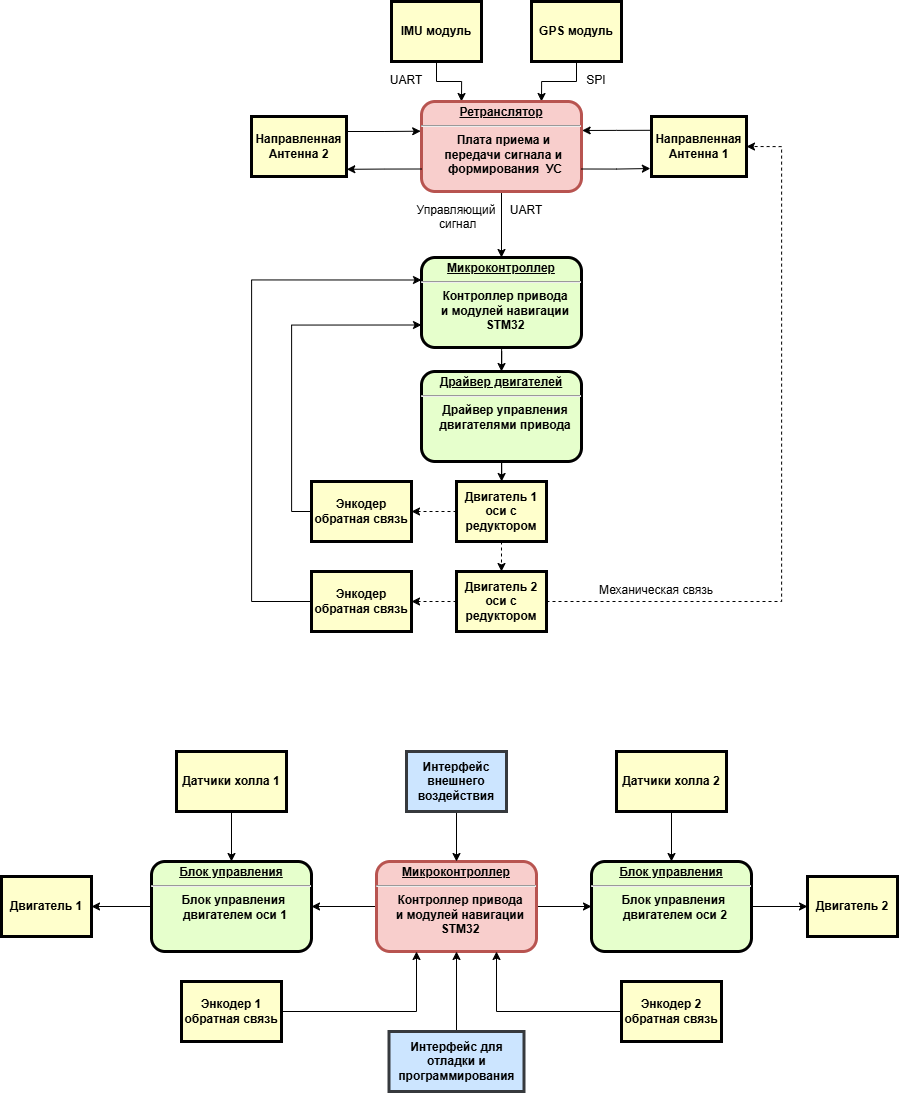 IMU модуль
GPS модуль
UART
SPI
Ретранслятор
Плата приема и
передачи сигнала и
формирования УС
Направленная
Антенна 2
Направленная
Антенна 1
Управляющий
сигнал
UART
Микроконтроллер
Контроллер привода
и модулей навигации
STM32
Драйвер двигателей
Драйвер управления
двигателями привода
Энкодер
обратная связь
Двигатель 1
оси с
редуктором
Энкодер
обратная связь
Двигатель 2
оси с
редуктором
Механическая связь
Датчики холла 1
Интерфейс
внешнего
воздействия
Датчики холла 2
Двигатель 1
Блок управления
Блок управления
двигателем оси 1
Микроконтроллер
Контроллер привода
и модулей навигации
STM32
Блок управления
Блок управления
двигателем оси 2
Двигатель 2
Энкодер 1
обратная связь
Энкодер 2
обратная связь
Интерфейс для
отладки и
программирования